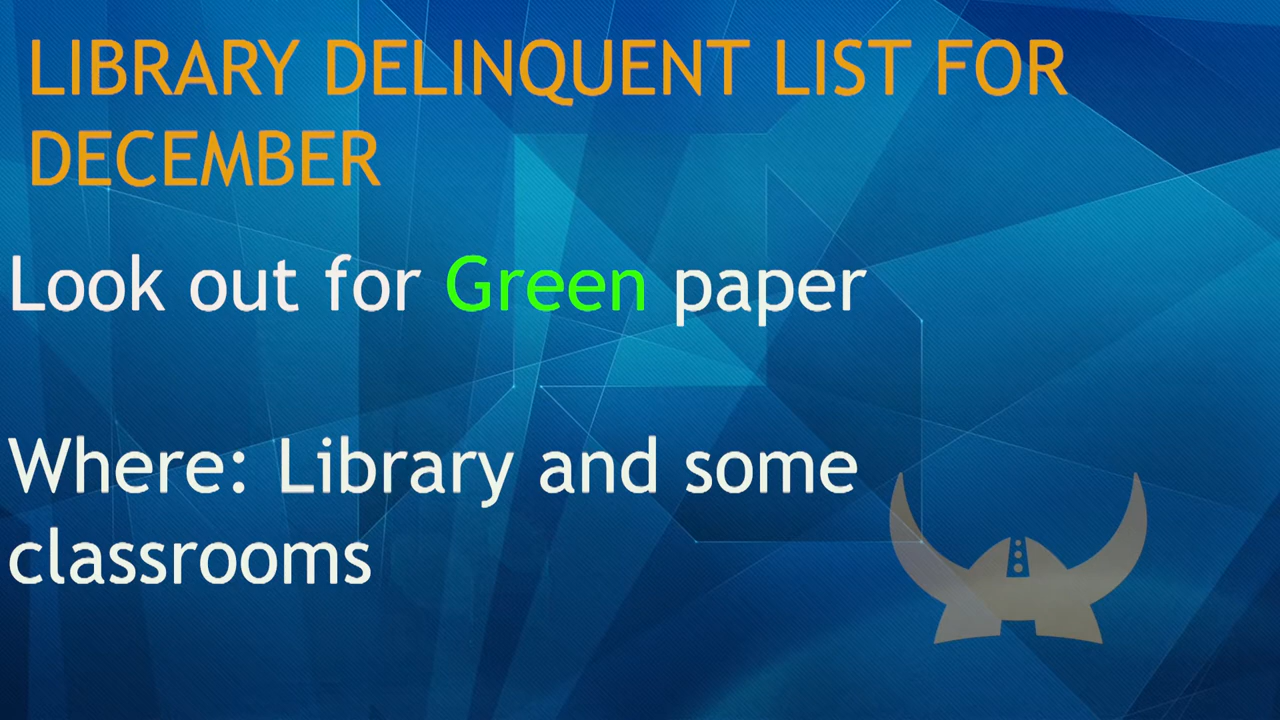 LIBRARY DELINQUENT LIST FOR
DECEMBER
Look out for Green paper
Where: Library and some
classrooms